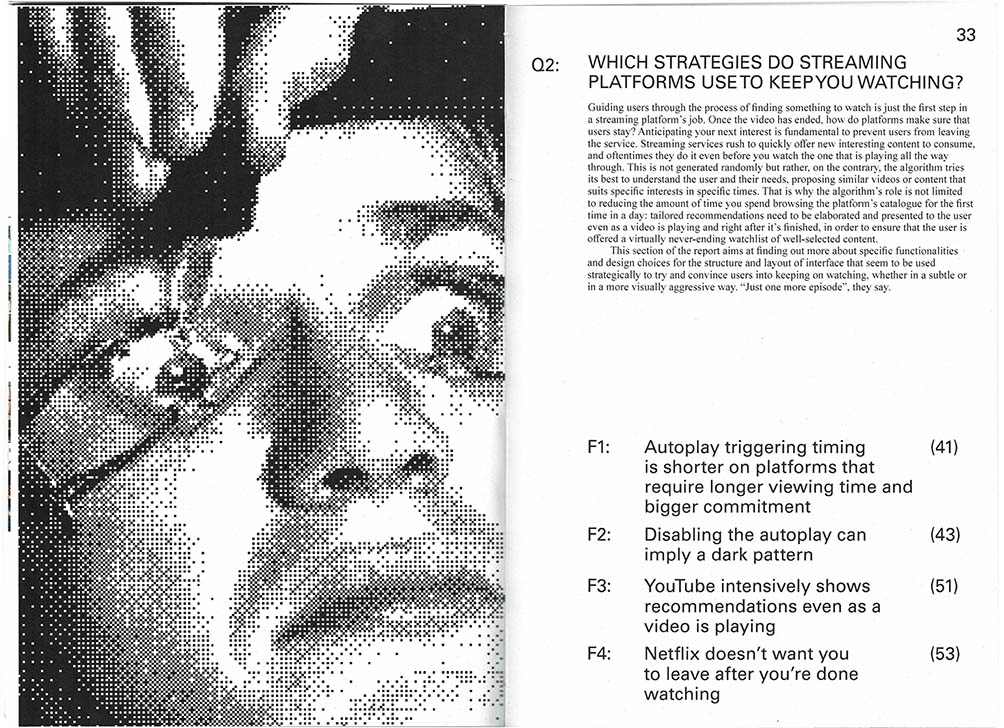 33
Q2: WHICH STRATEGIES DO STREAMING
PLATFORMS USE TO KEEP YOU WATCHING?
Guiding users through the process of finding something to watch is just the first step in
a streaming platform's job. Once the video has ended, how do platforms make sure that
users stay? Anticipating your next interest is fundamental to prevent users from leaving
the service. Streaming services rush to quickly offer new interesting content to consume,
and oftentimes they do it even before you watch the one that is playing all the way
through. This is not generated randomly but rather, on the contrary, the algorithm tries
its best to understand the user and their needs, proposing similar videos or content that
suits specific interests in specific times. That is why the algorithm's role is not limited
to reducing the amount of time you spend browsing the platform's catalogue for the first
time in a day: tailored recommendations need to be elaborated and presented to the user
even as a video is playing and right after it's finished, in order to ensure that the user is
offered a virtually never-ending watchlist of well-selected content.
This section of the report aims at finding out more about specific functionalities
and design choices for the structure and layout of interface that seem to be used
strategically to try and convince users into keeping on watching, whether in a subtle or
in a more visually aggressive way. “Just one more episode”, they say.
F1: Autoplay triggering timing (41)
is shorter on platforms that
require longer viewing time and
bigger commitment
F2: Disabling the autoplay can (43)
imply a dark pattern
F3: YouTube intensively shows (51)
recommendations even as a
video is playing
F4: Netflix doesn't want you (53)
to leave after you're done
watching